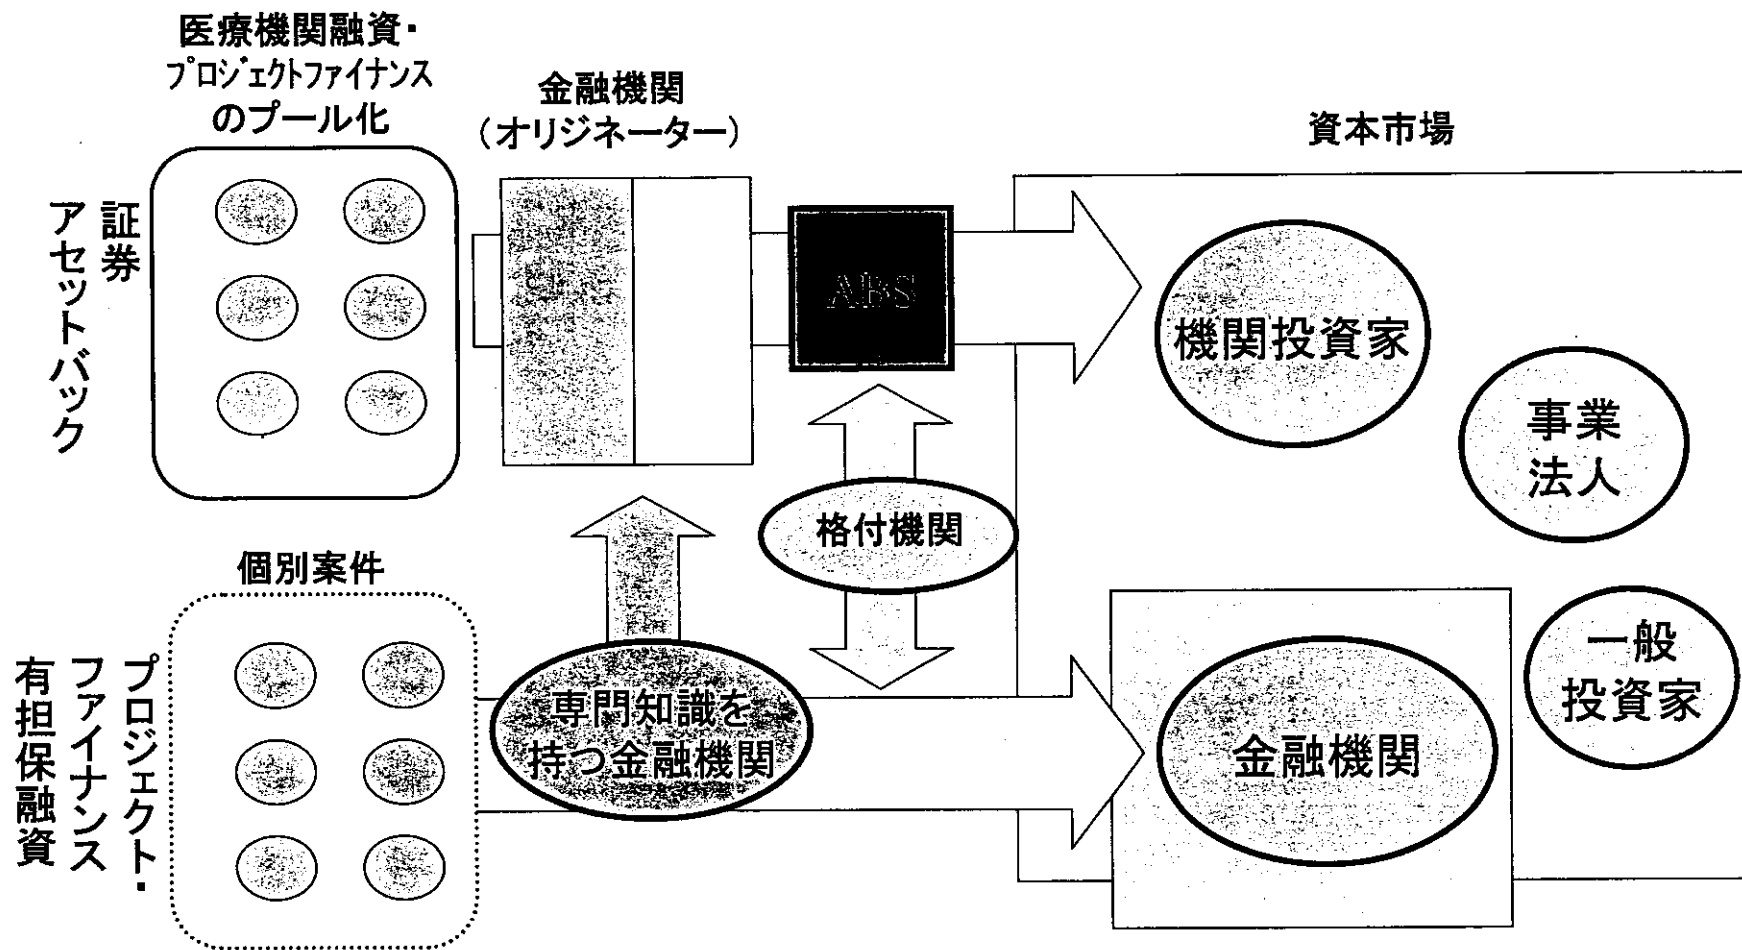 医療機関融資・
プロジェクトファイナンス
のプール化
金融機関
（オリジネーター）
資本市場
証券
アセットバック
ABS
機関投資家
事業
法人
格付機関
個別案件
プロジェクト・
ファイナンス
有担保融資
専門知識を
持つ金融機関
金融機関
一般
投資家